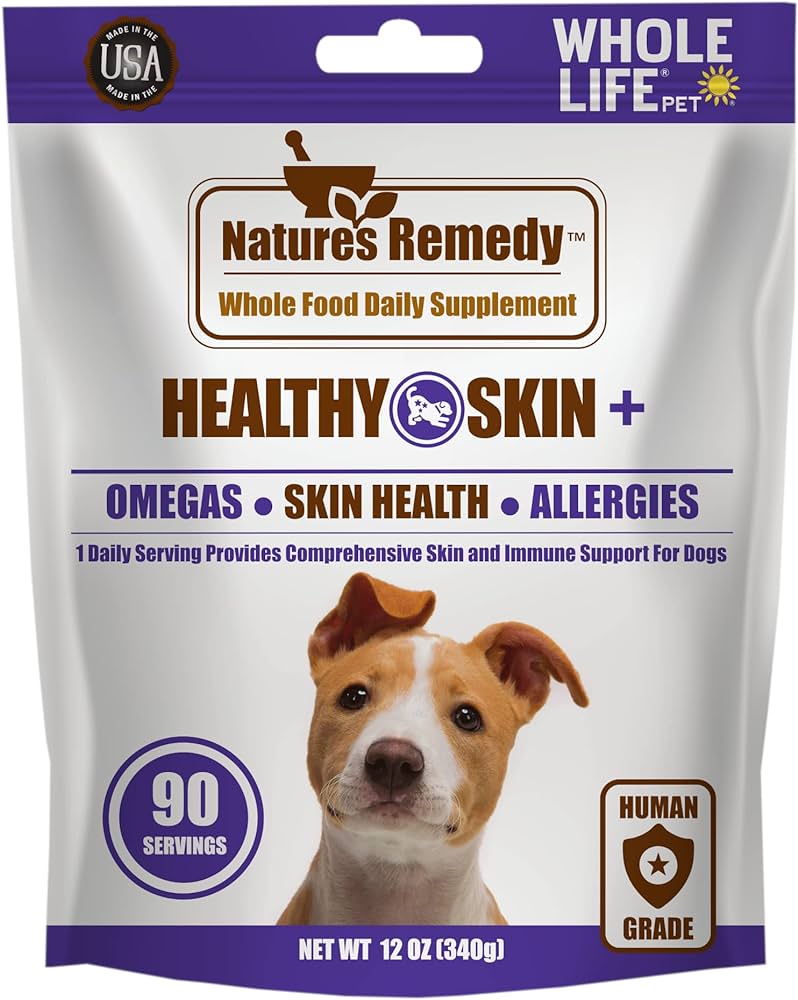 MADE IN THE
USA
MADE IN THE
WHOLE
LIFE® PET
®
Nature's Remedy™
Whole Food Daily Supplement
HEALTHY SKIN +
OMEGAS • SKIN HEALTH • ALLERGIES
1 Daily Serving Provides Comprehensive Skin and Immune Support For Dogs
90
SERVINGS
HUMAN
GRADE
NET WT 12 OZ (340g)